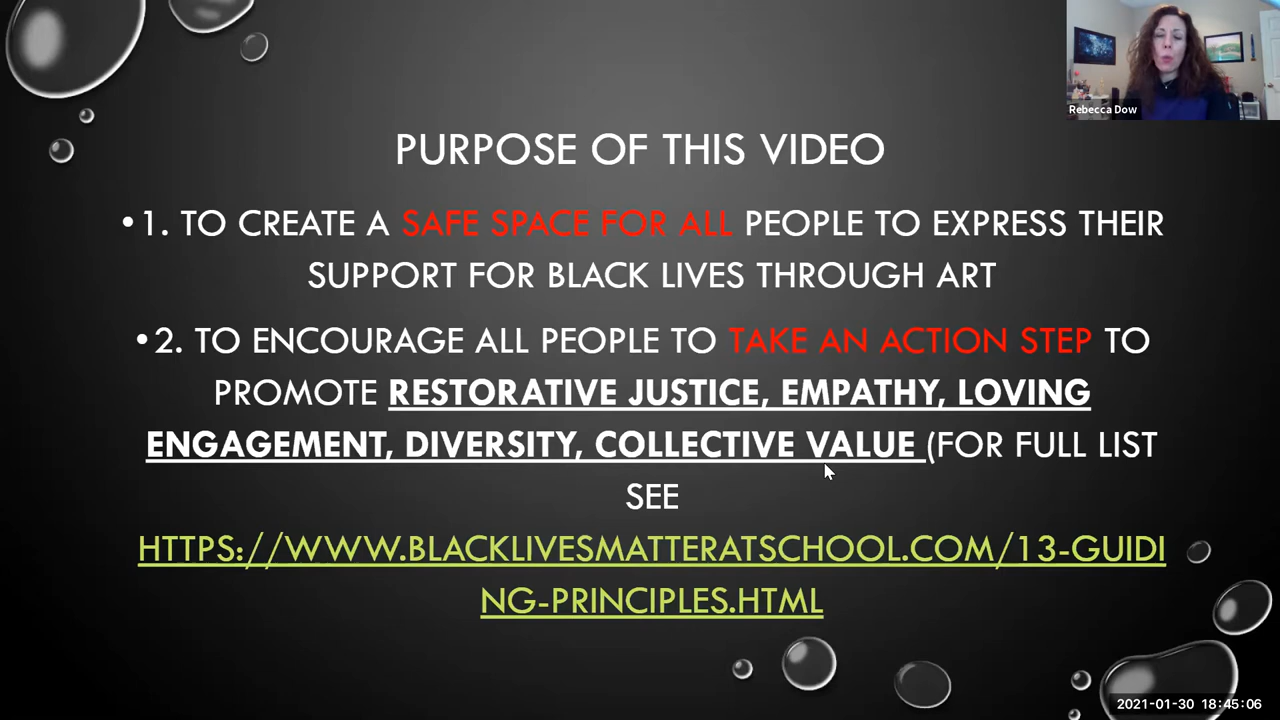 Rebecca Dow
PURPOSE OF THIS VIDEO
•1. TO CREATE A SAFE SPACE FOR ALL PEOPLE TO EXPRESS THEIR
SUPPORT FOR BLACK LIVES THROUGH ART
•2. TO ENCOURAGE ALL PEOPLE TO TAKE AN ACTION STEP TO
PROMOTE RESTORATIVE JUSTICE, EMPATHY, LOVING
ENGAGEMENT, DIVERSITY, COLLECTIVE VALUE (FOR FULL LIST
SEE
HTTPS://WWW.BLACKLIVESMATTERATSCHOOL.COM/13-GUIDI
NG-PRINCIPLES.HTML
2021-01-30 18:45:06